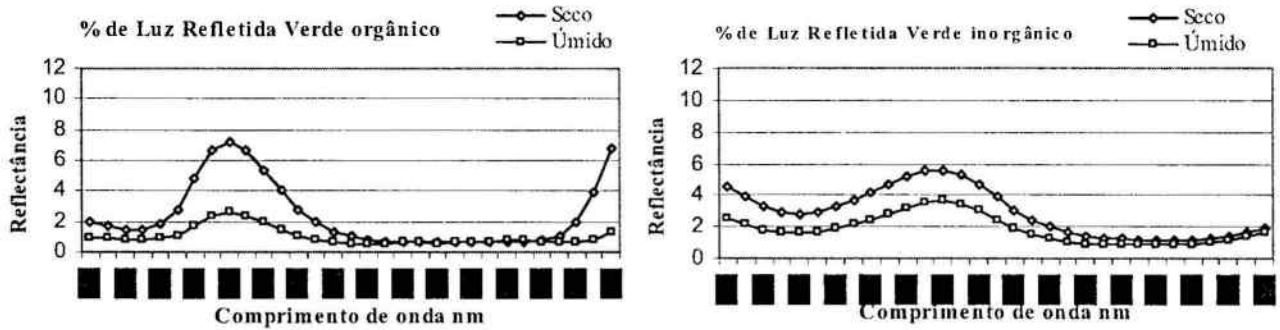 % de Luz Refletida Verde orgânico
Seco
Úmido
12
10
8
6
4
2
0
Reflectância
Comprimento de onda nm
% de Luz Refletida Verde inorgânico
Seco
Úmido
12
10
8
6
4
2
0
Reflectância
Comprimento de onda nm